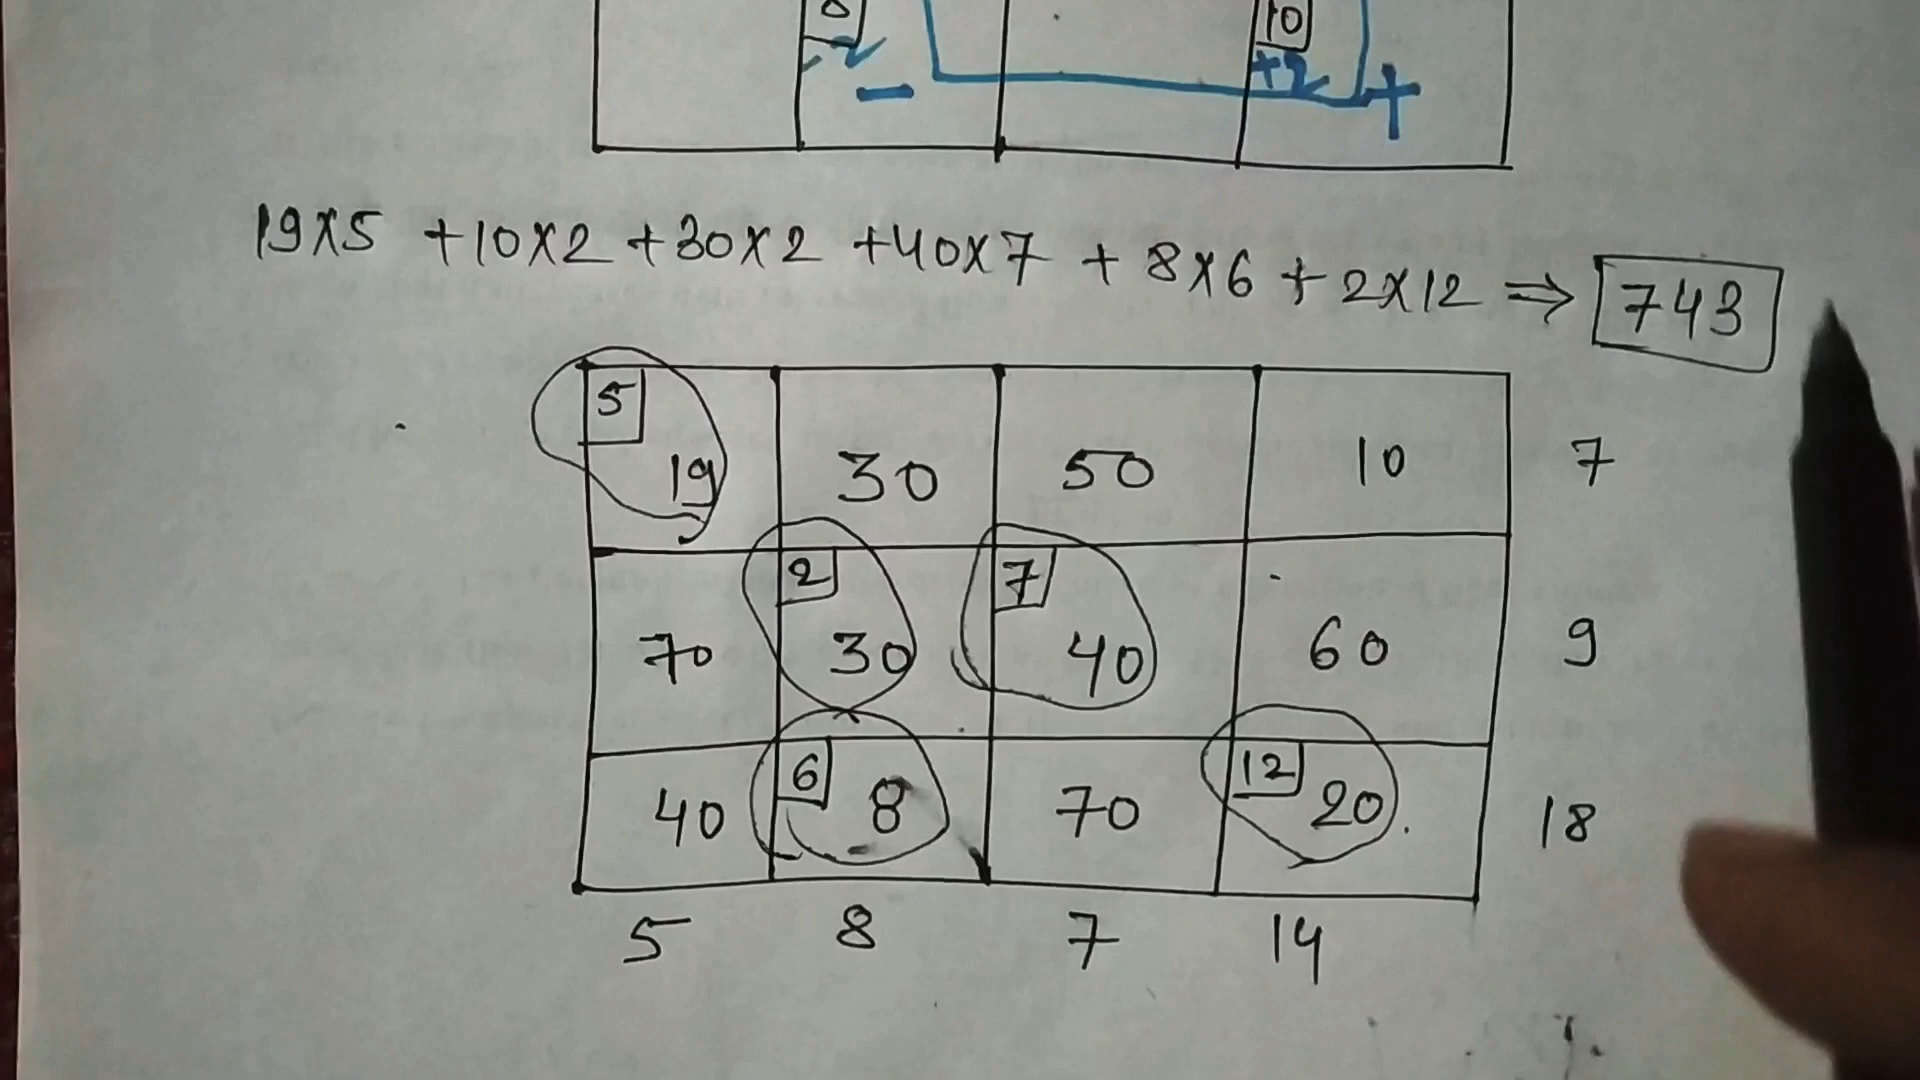 10
+2
-
+
19x5 +10x2 +30x2 +40x7 + 8x6 + 2x12 ⇒ 743
5
19 30 50 10 7
2 7
70 30 40 60 9
6 12
40 8 70 20 18
5 8 7 14